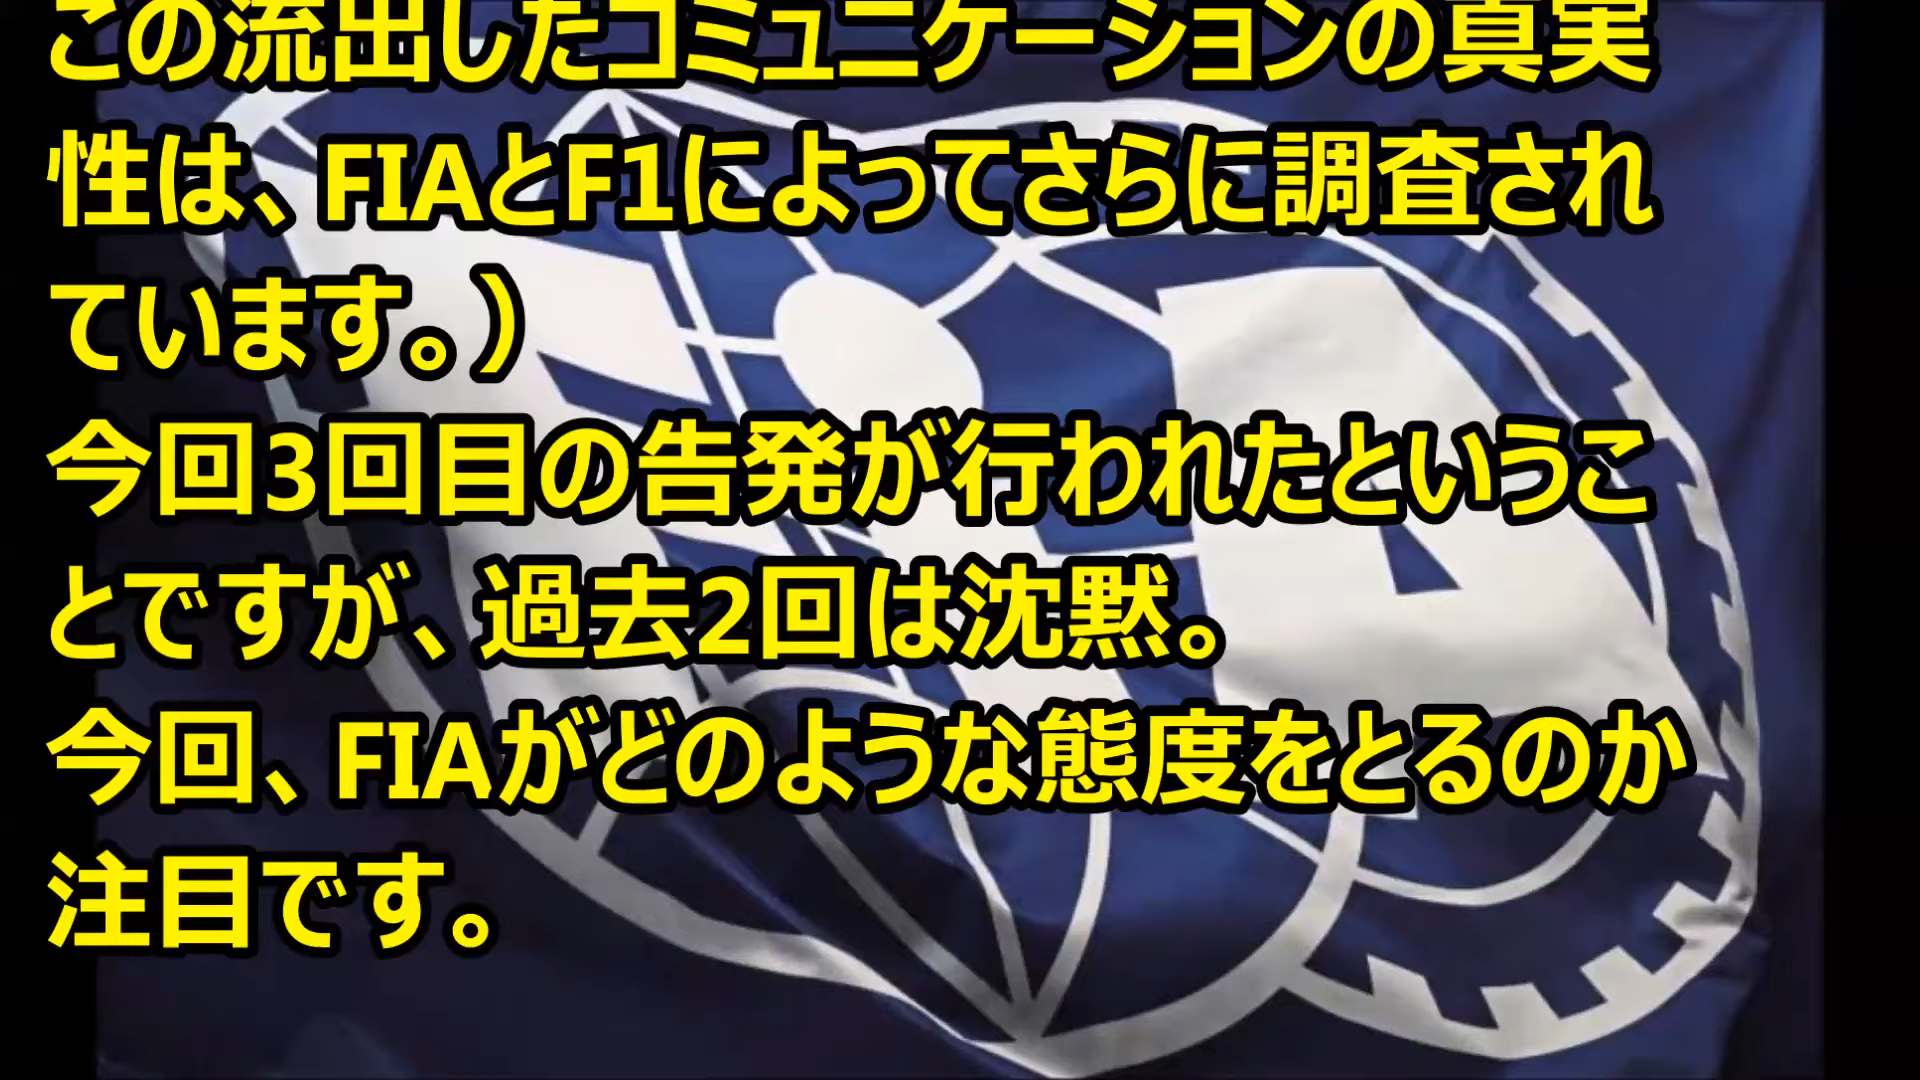 この流出したコミュニケーションの真実
性は、FIAとF1によってさらに調査され
ています。）
今回3回目の告発が行われたというこ
とですが、過去2回は沈黙。
今回、FIAがどのような態度をとるのか
注目です。